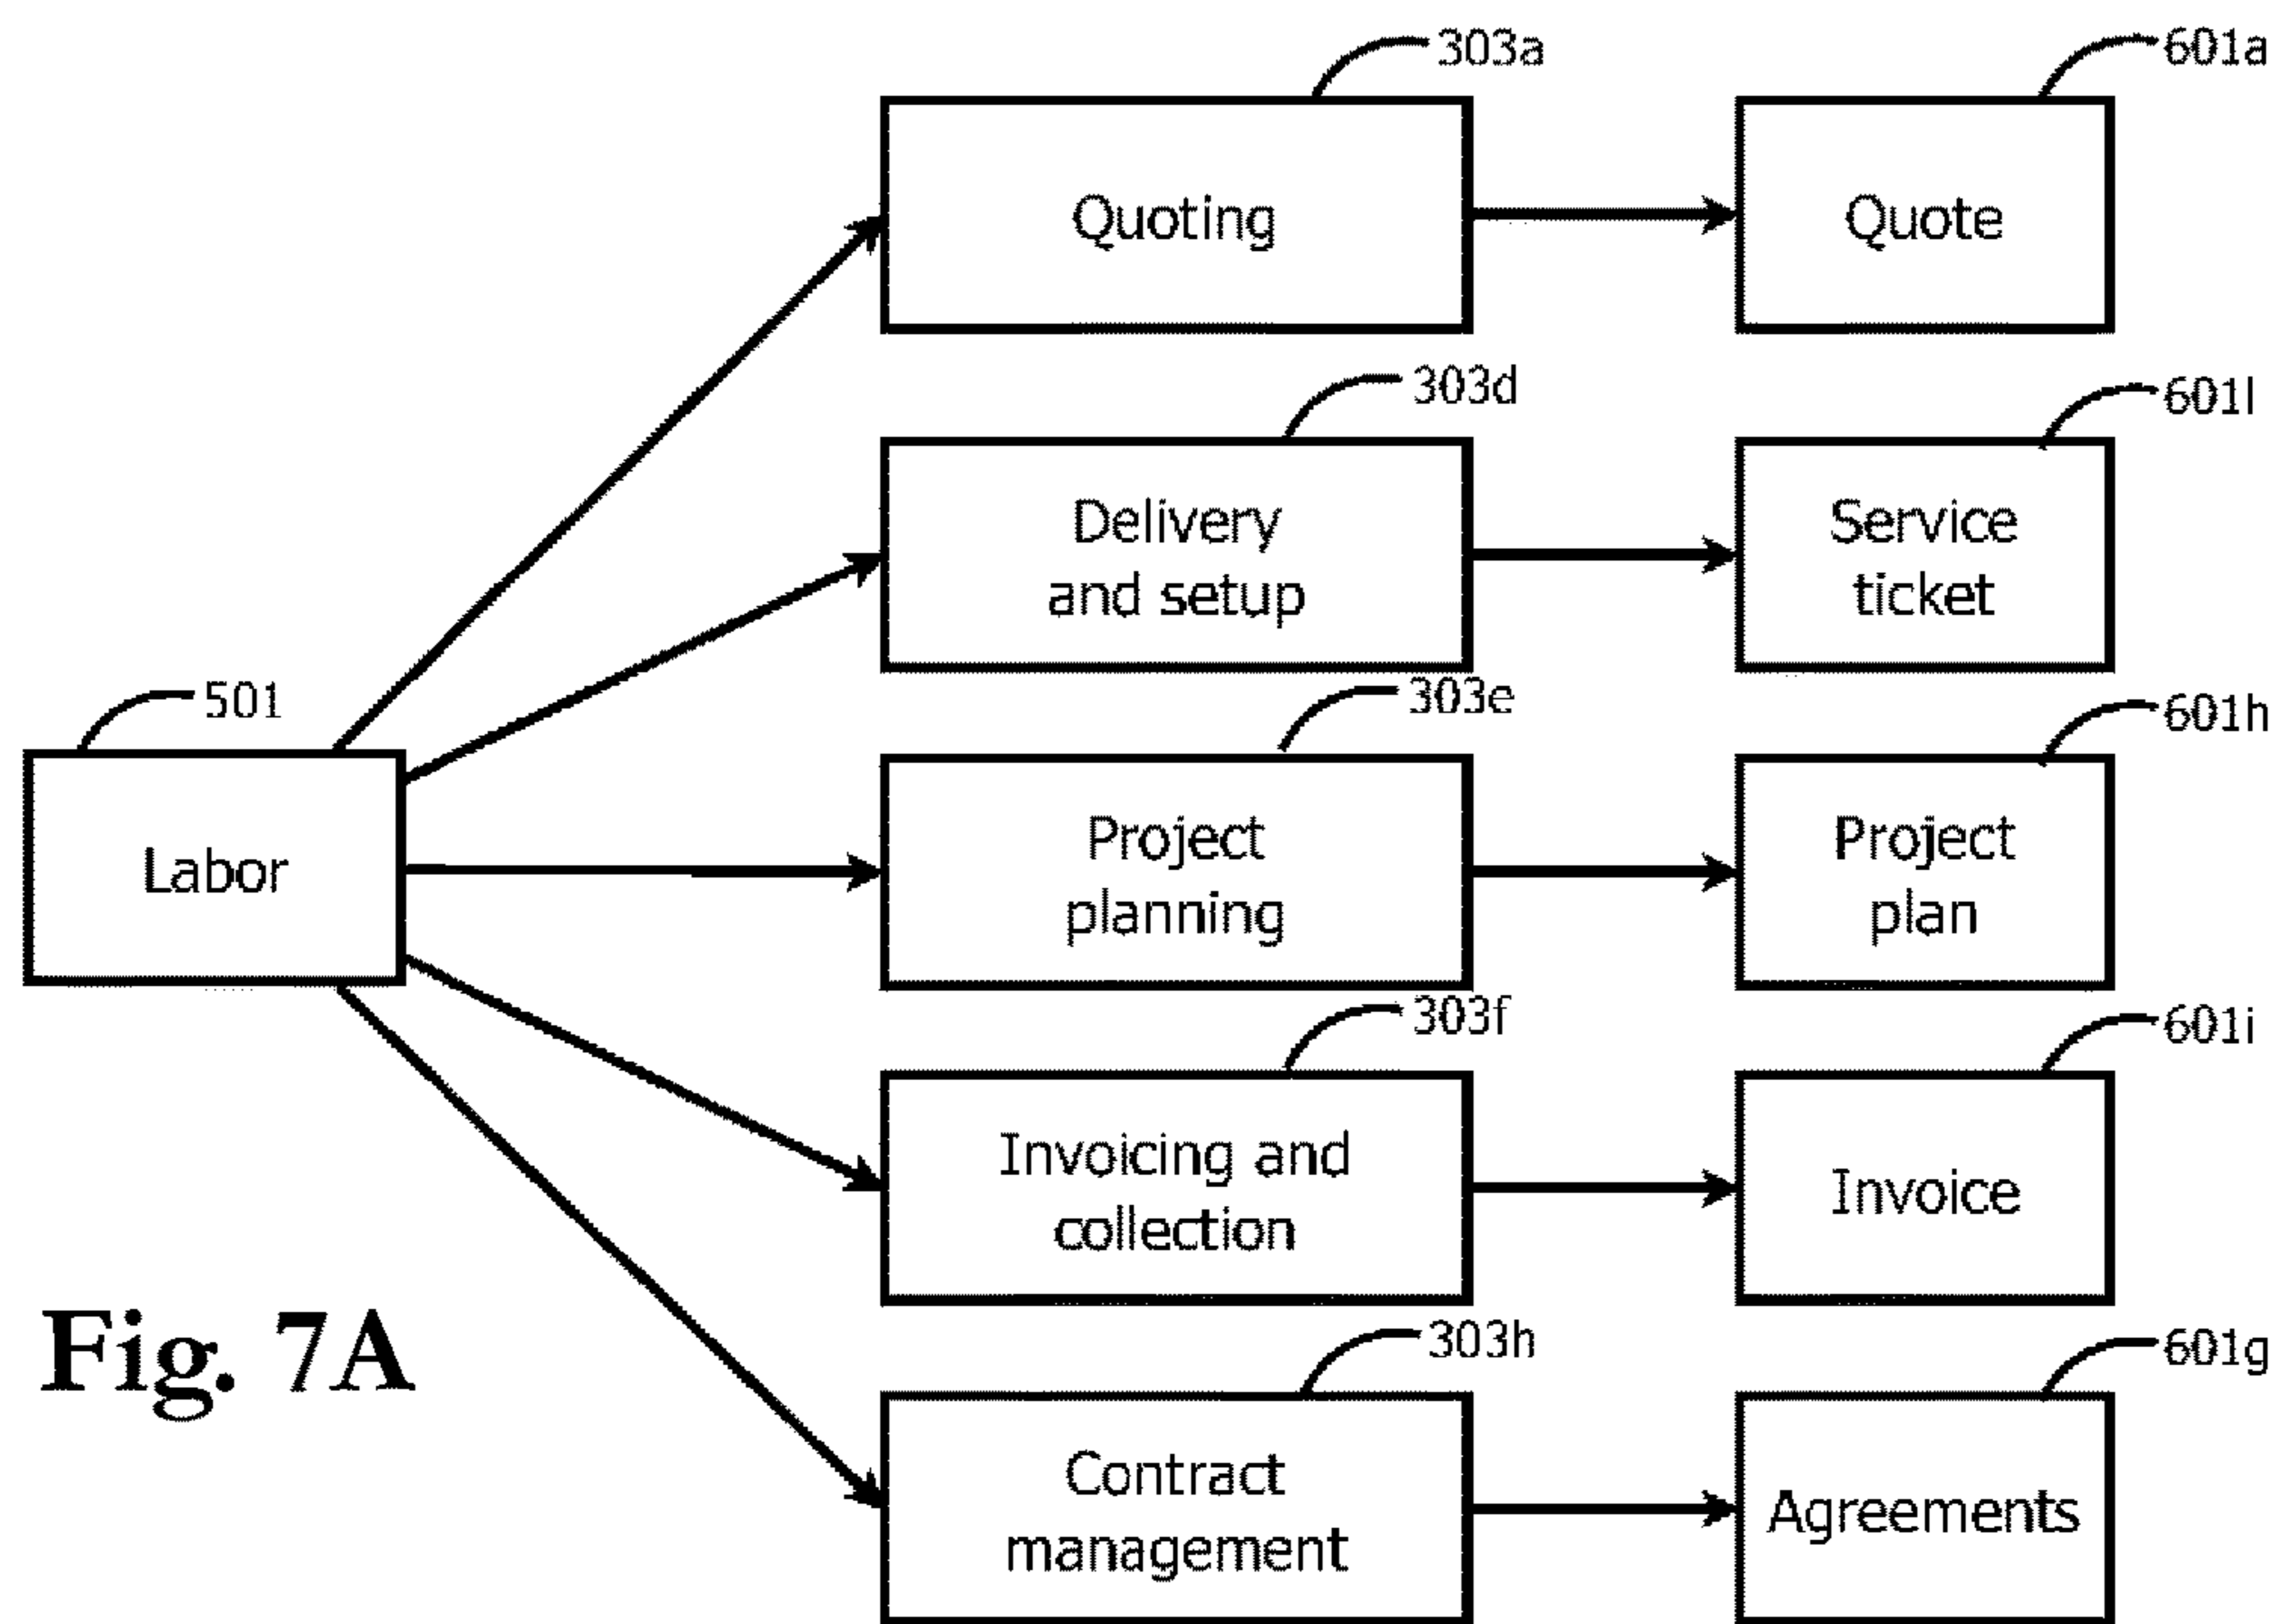 303a
601a
Quoting
Quote
303d
601l
Delivery
and setup
Service
ticket
501
303e
601h
Labor
Project
planning
Project
plan
303f
601i
Invoicing and
collection
Invoice
Fig. 7A
303h
601g
Contract
management
Agreements